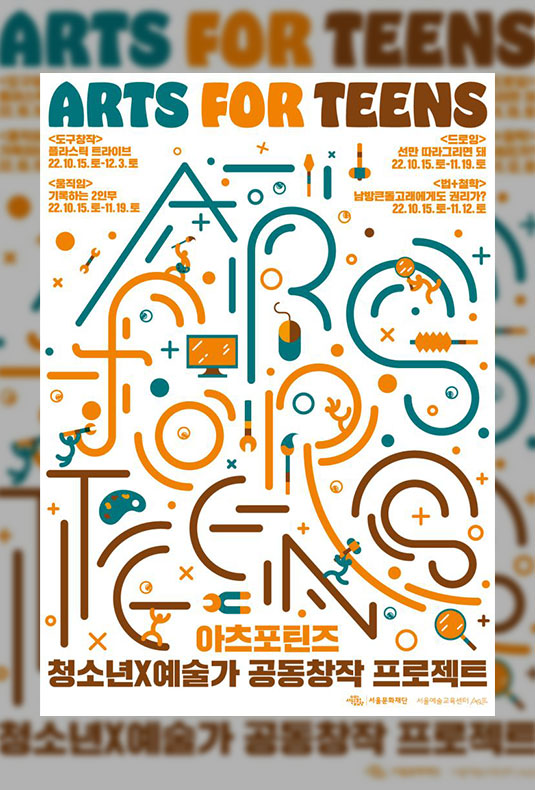 ARTS FOR TEENS
<도구창작>
플라스틱 트라이브
22.10.15.토-12.3.토
<움직임>
기록하는 2인무
22.10.15.토-11.19.토
<드로잉>
선만 따라그리면 돼
22.10.15.토-11.19.토
<법+철학>
남방큰돌고래에게도 권리가?
22.10.15.토-11.12.토
ARTS
fOR
TEENS
아츠포틴즈
청소년X예술가 공동창작 프로젝트
서울문화재단 서울예술교육센터